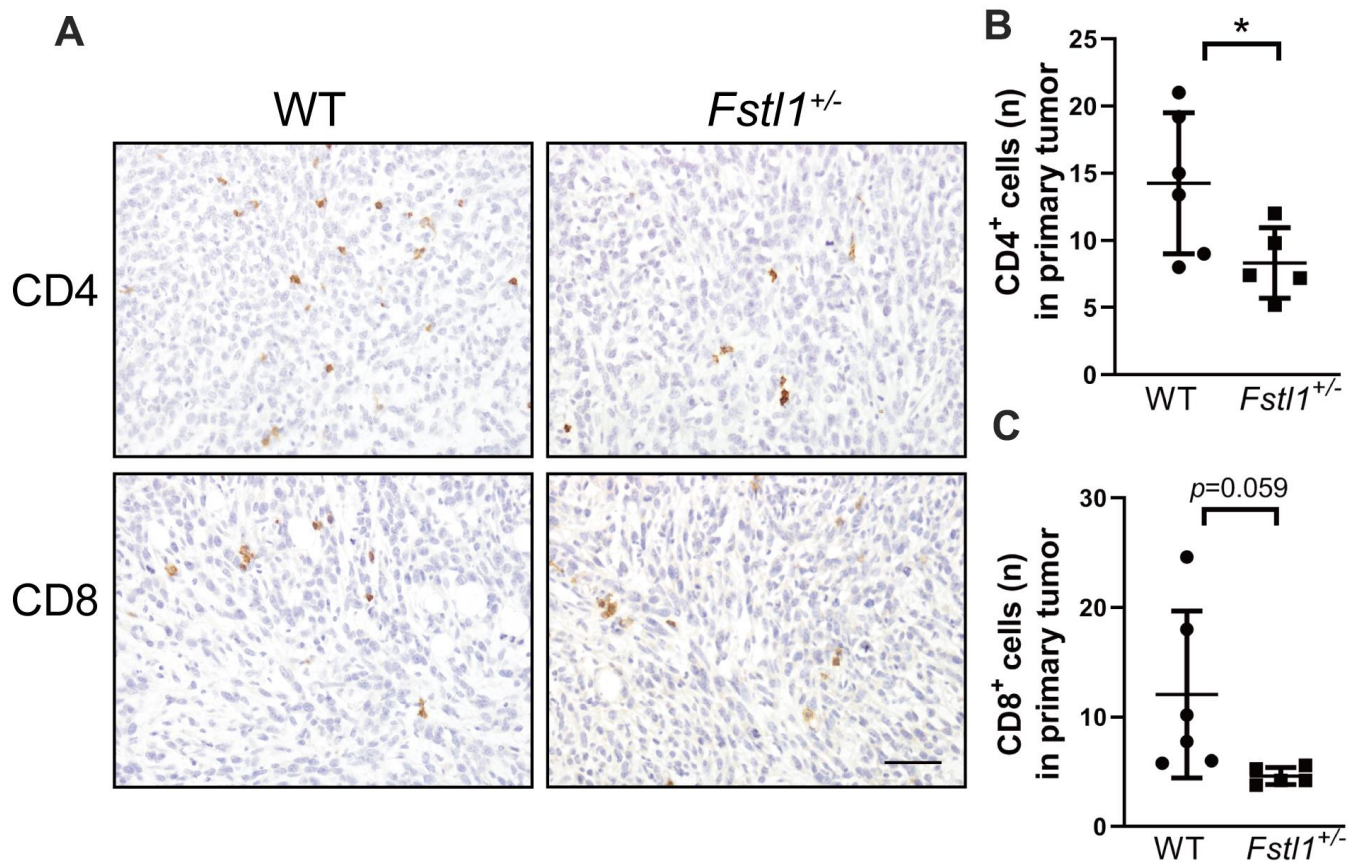 A
WT
Fstl1+/-
CD4
CD8
B
CD4+ cells (n)
in primary tumor
25
20
15
10
5
0
*
WT
Fstl1+/-
C
CD8+ cells (n)
in primary tumor
30
20
10
0
p=0.059
WT
Fstl1+/-